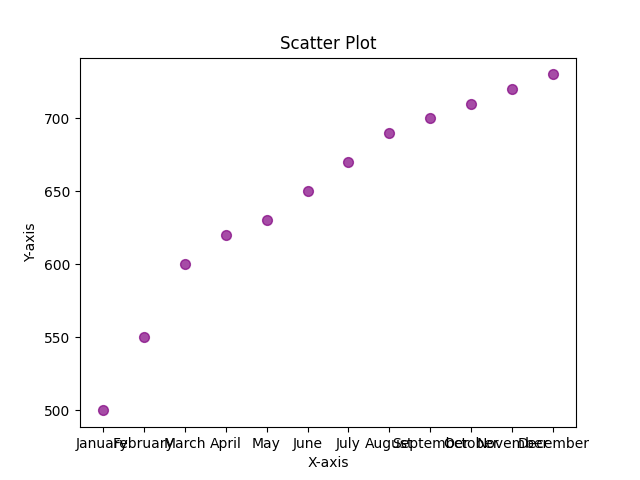 Scatter Plot
Y-axis
700
650
600
550
500
January February March April May June July August September October November December
X-axis